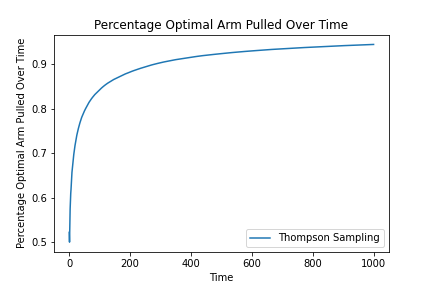 Percentage Optimal Arm Pulled Over Time
Percentage Optimal Arm Pulled Over Time
0.9
0.8
0.7
0.6
0.5
0 200 400 600 800 1000
Time
Thompson Sampling